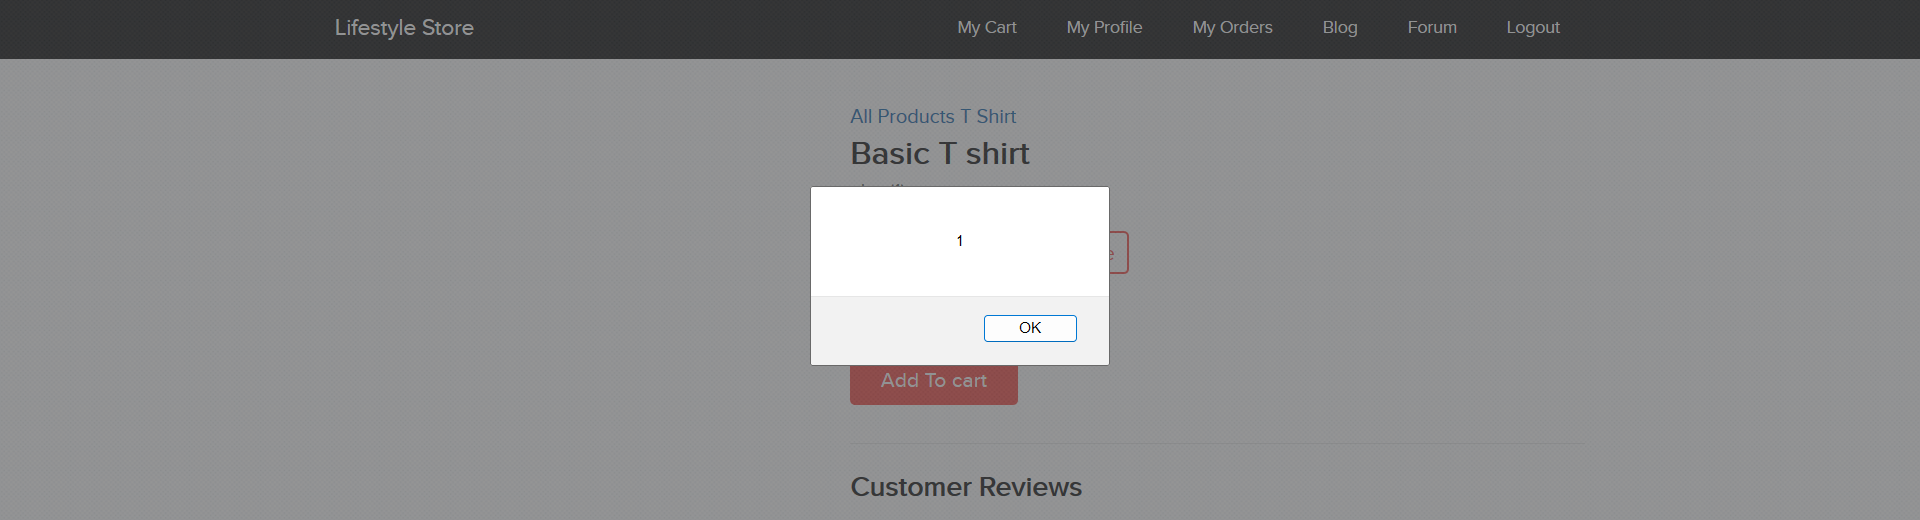 Lifestyle Store My Cart My Profile My Orders Blog Forum Logout
All Products T Shirt
Basic T shirt
1
OK
Add To cart
Customer Reviews